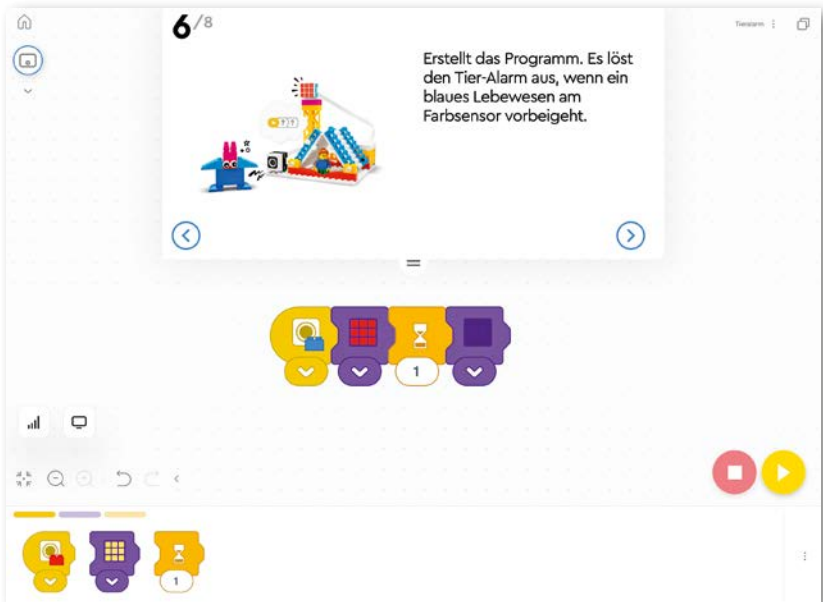 6/8
Tieralarm
Erstellt das Programm. Es löst
den Tier-Alarm aus, wenn ein
blaues Lebewesen am
Farbsensor vorbeigeht.
? ?
1
1